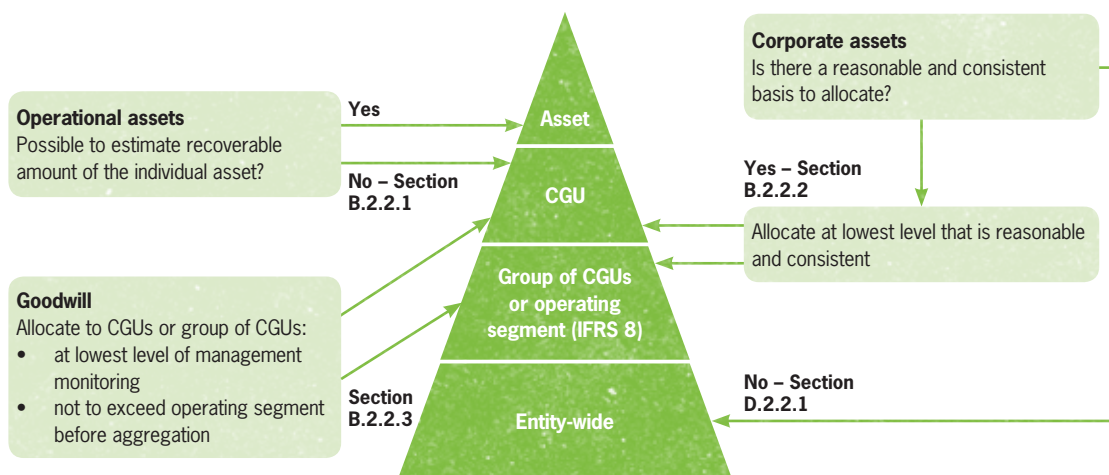 Operational assets
Possible to estimate recoverable
amount of the individual asset?
Yes
No – Section
B.2.2.1
Goodwill
Allocate to CGUs or group of CGUs:
• at lowest level of management
monitoring
• not to exceed operating segment
before aggregation
Section
B.2.2.3
Asset
CGU
Group of CGUs
or operating
segment (IFRS 8)
Entity-wide
Corporate assets
Is there a reasonable and consistent
basis to allocate?
Yes – Section
B.2.2.2
Allocate at lowest level that is reasonable
and consistent
No – Section
D.2.2.1